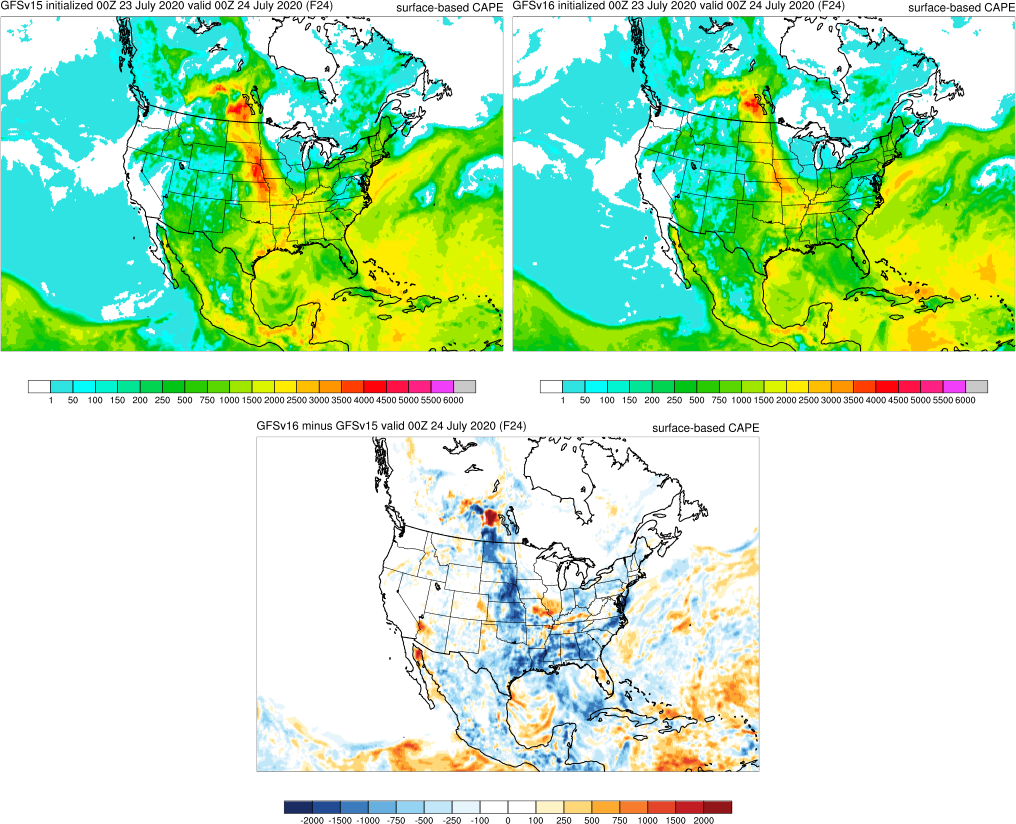 GFSv15 initialized 00Z 23 July 2020 valid 00Z 24 July 2020 (F24) surface-based CAPE
GFSv16 initialized 00Z 23 July 2020 valid 00Z 24 July 2020 (F24) surface-based CAPE
1 50 100 150 200 250 500 750 1000 1500 2000 2500 3000 3500 4000 4500 5000 5500 6000
1 50 100 150 200 250 500 750 1000 1500 2000 2500 3000 3500 4000 4500 5000 5500 6000
GFSv16 minus GFSv15 valid 00Z 24 July 2020 (F24) surface-based CAPE
-2000 -1500 -1000 -750 -500 -250 -100 0 100 250 500 750 1000 1500 2000